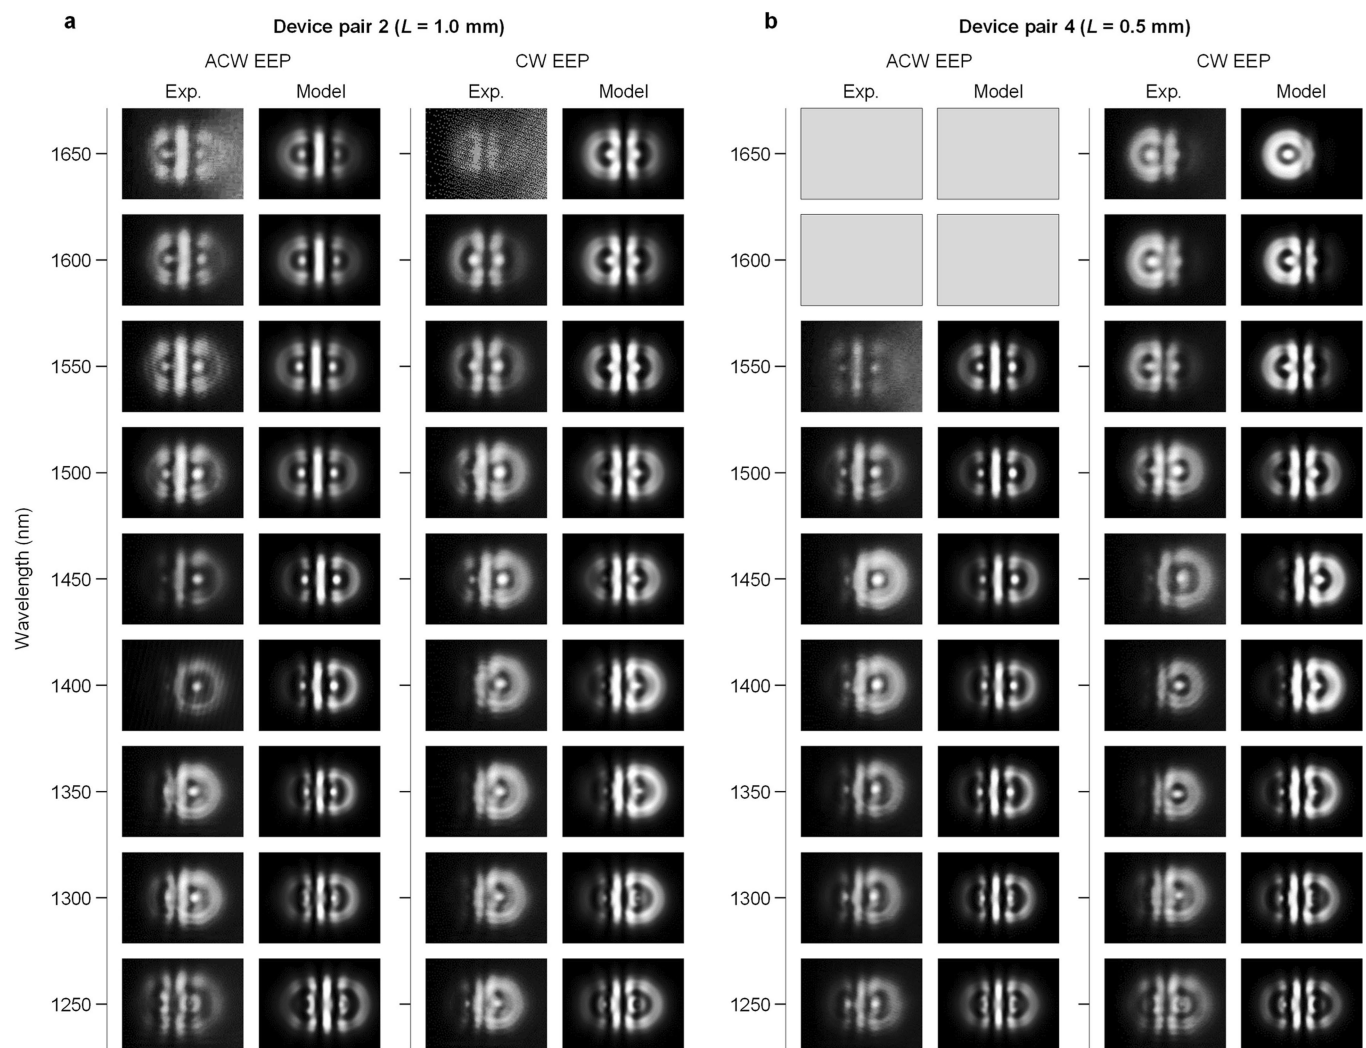 a
Device pair 2 (L = 1.0 mm)
ACW EEP
CW EEP
Exp.
Model
Exp.
Model
b
Device pair 4 (L = 0.5 mm)
ACW EEP
CW EEP
Exp.
Model
Exp.
Model
Wavelength (nm)
1650
1600
1550
1500
1450
1400
1350
1300
1250
1650
1600
1550
1500
1450
1400
1350
1300
1250